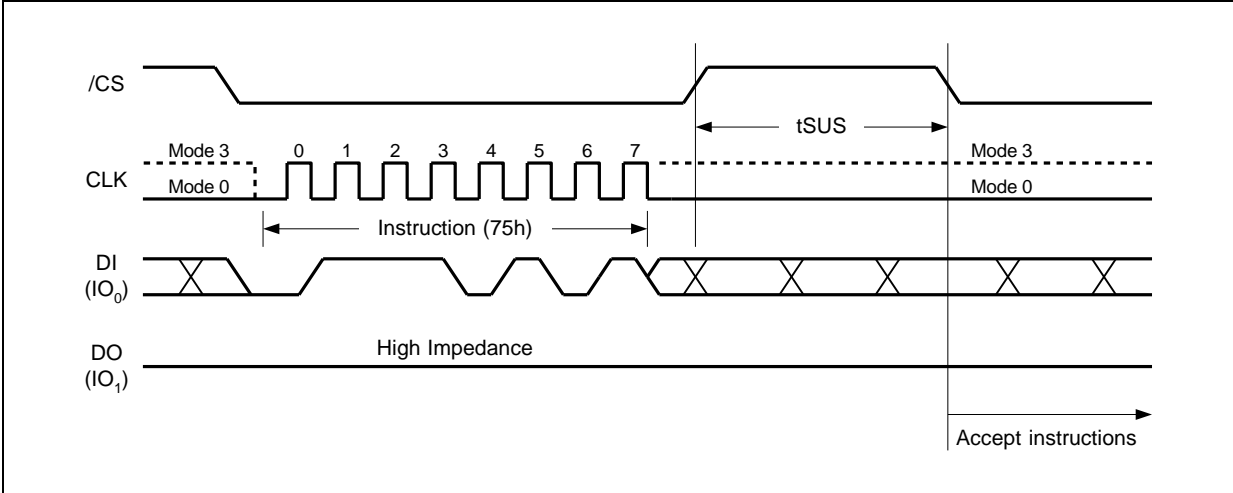 /CS
tSUS
Mode 3 0 1 2 3 4 5 6 7 Mode 3
CLK
Mode 0 Mode 0
Instruction (75h)
DI
(IO0)
High Impedance
DO
(IO1)
Accept instructions